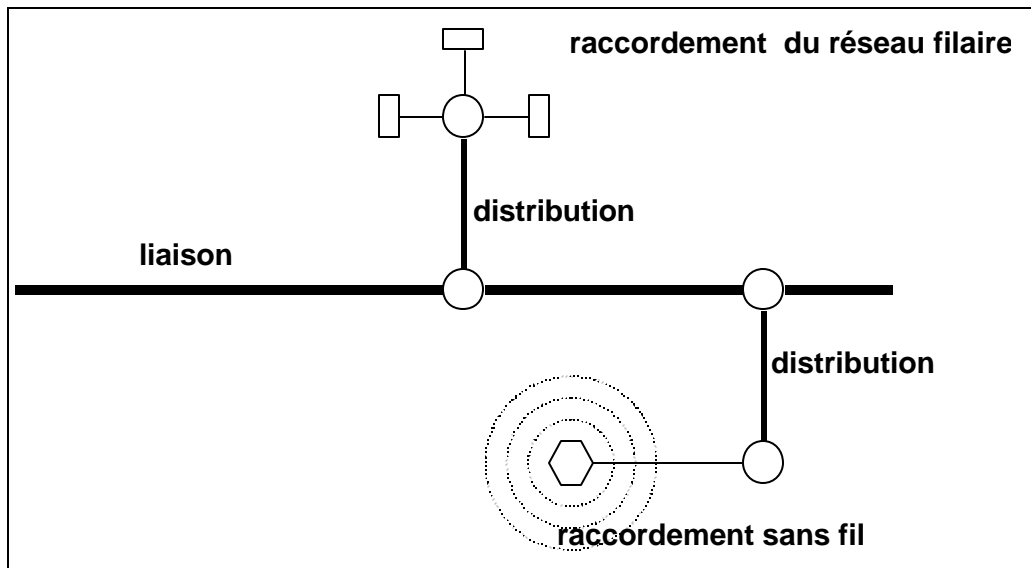 raccordement du réseau filaire
distribution
liaison
distribution
raccordement sans fil